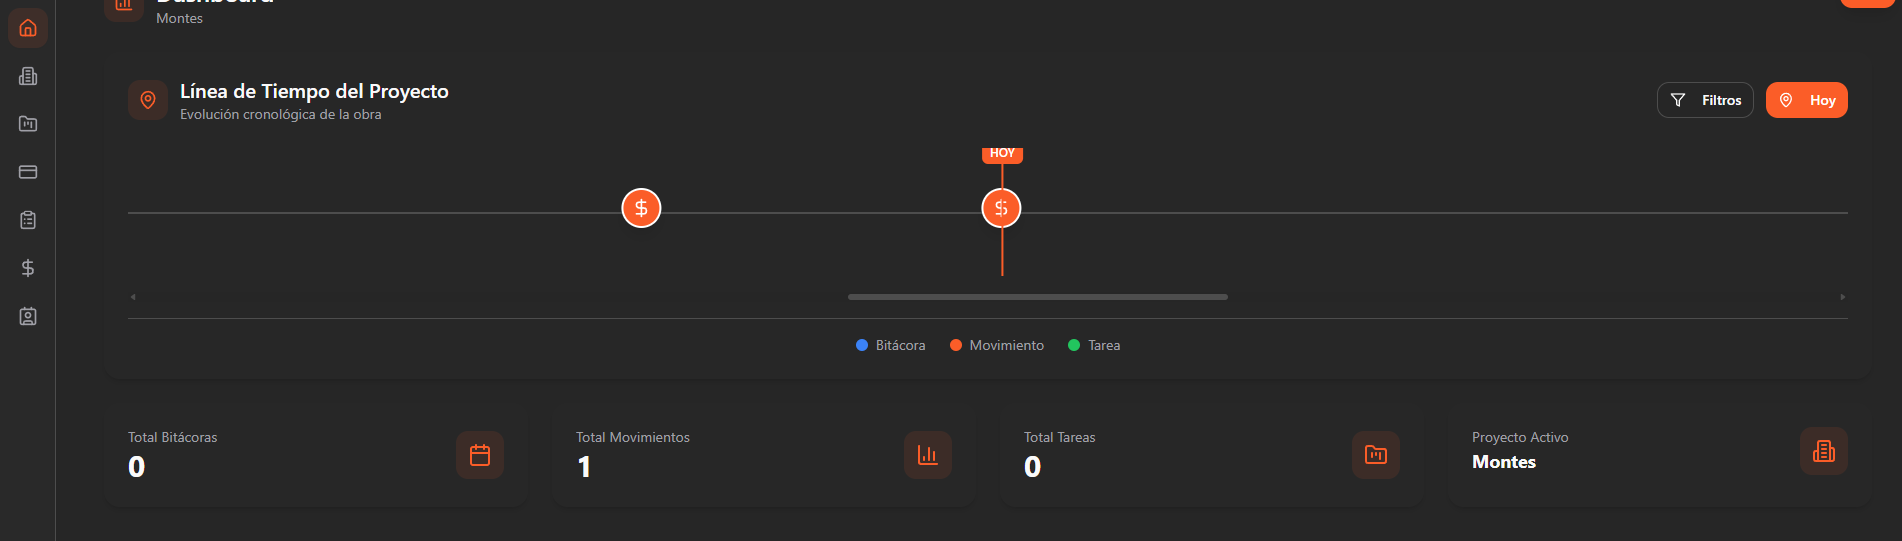 Dashboard
Montes
Línea de Tiempo del Proyecto
Evolución cronológica de la obra
Filtros
Hoy
HOY
Bitácora
Movimiento
Tarea
Total Bitácoras
0
Total Movimientos
1
Total Tareas
0
Proyecto Activo
Montes